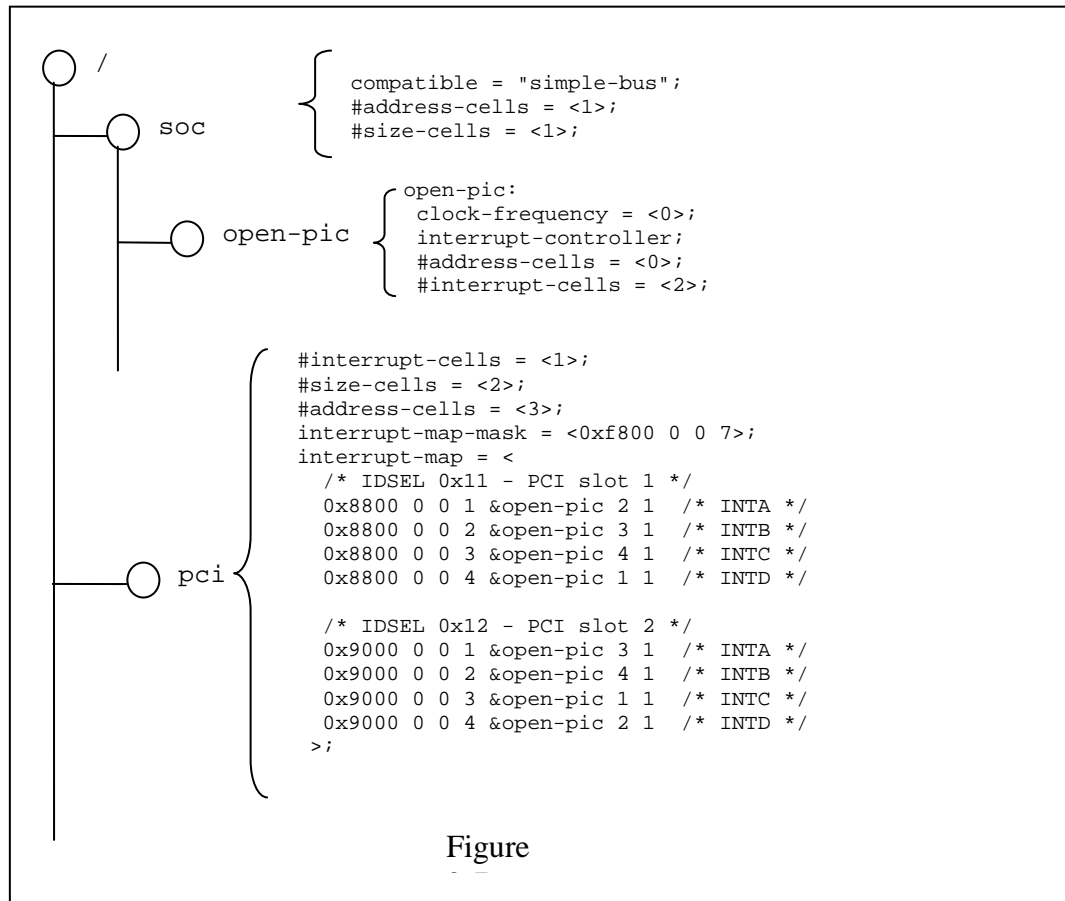 /
compatible = "simple-bus";
#address-cells = <1>;
#size-cells = <1>;
soc
open-pic:
clock-frequency = <0>;
interrupt-controller;
#address-cells = <0>;
#interrupt-cells = <2>;
open-pic
#interrupt-cells = <1>;
#size-cells = <2>;
#address-cells = <3>;
interrupt-map-mask = <0xf800 0 0 7>;
interrupt-map = <
/* IDSEL 0x11 - PCI slot 1 */
0x8800 0 0 1 &open-pic 2 1 /* INTA */
0x8800 0 0 2 &open-pic 3 1 /* INTB */
0x8800 0 0 3 &open-pic 4 1 /* INTC */
0x8800 0 0 4 &open-pic 1 1 /* INTD */
pci
/* IDSEL 0x12 - PCI slot 2 */
0x9000 0 0 1 &open-pic 3 1 /* INTA */
0x9000 0 0 2 &open-pic 4 1 /* INTB */
0x9000 0 0 3 &open-pic 1 1 /* INTC */
0x9000 0 0 4 &open-pic 2 1 /* INTD */
>;
Figure